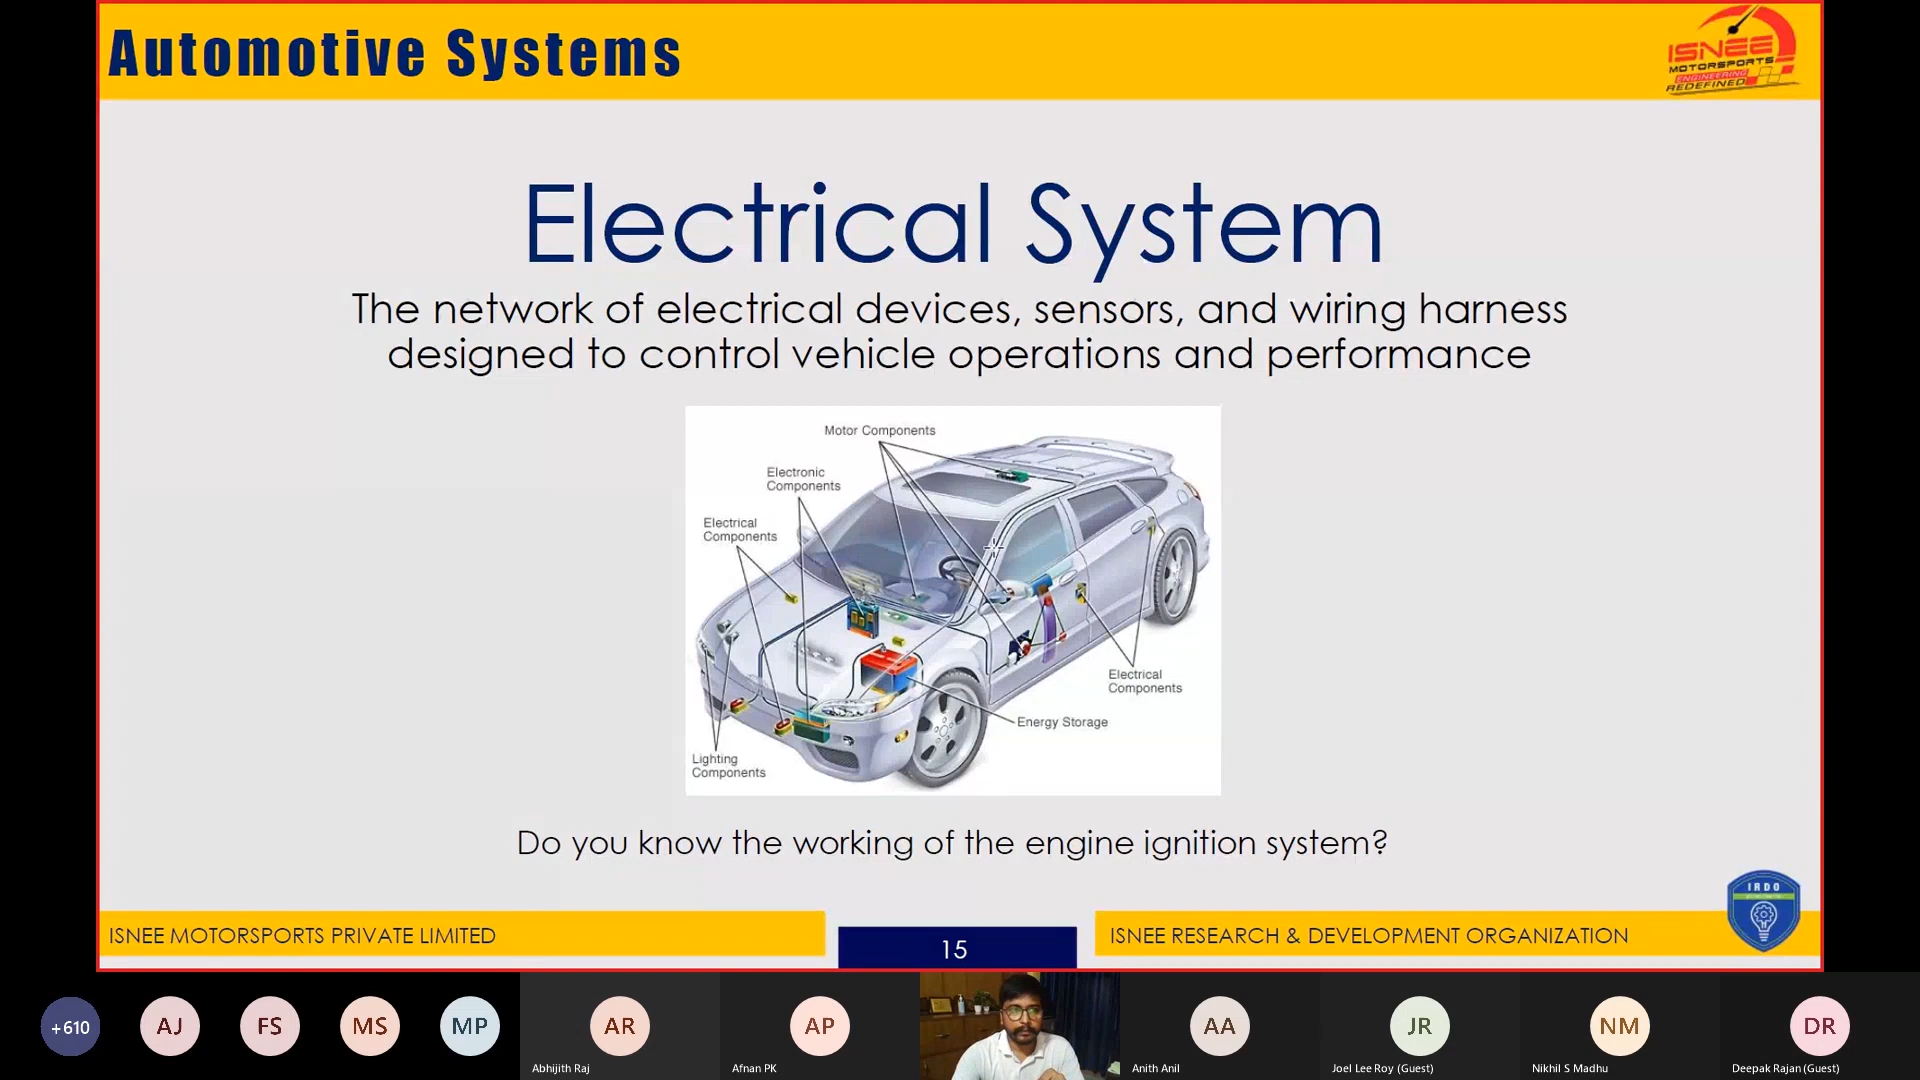 Automotive Systems
ISNEE
MOTORSPORTS
ENGINEERING
REDEFINED
Electrical System
The network of electrical devices, sensors, and wiring harness
designed to control vehicle operations and performance
Motor Components
Electronic
Components
Electrical
Components
Electrical
Components
Energy Storage
Lighting
Components
Do you know the working of the engine ignition system?
IRDO
ISNEE MOTORSPORTS PRIVATE LIMITED
15
ISNEE RESEARCH & DEVELOPMENT ORGANIZATION
+610
AJ
FS
MS
MP
AR
Abhijith Raj
AP
Afnan PK
AA
Anith Anil
JR
Joel Lee Roy (Guest)
NM
Nikhil S Madhu
DR
Deepak Rajan (Guest)